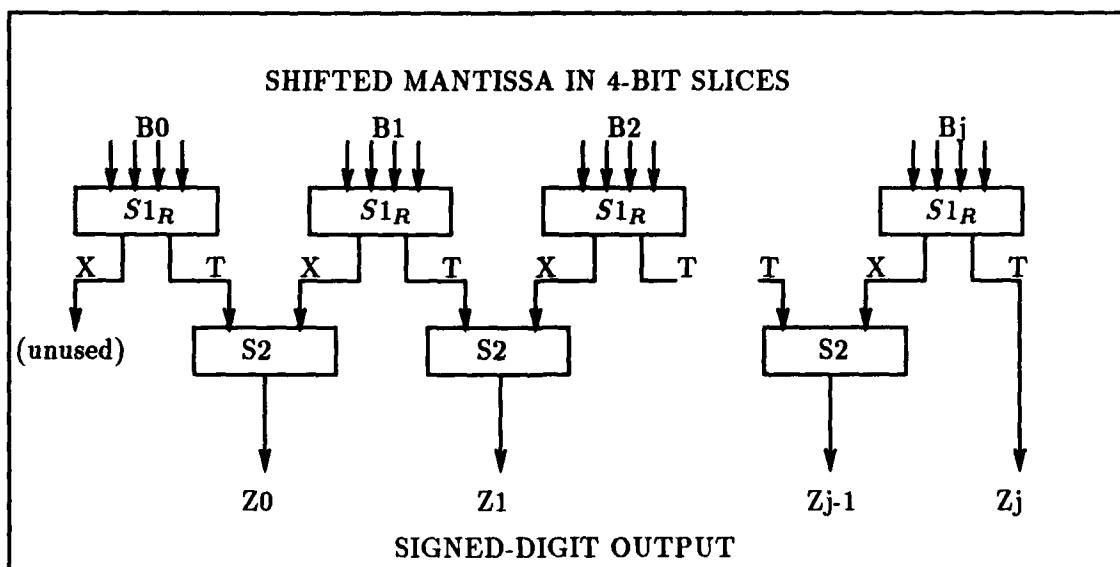 SHIFTED MANTISSA IN 4-BIT SLICES
B0 B1 B2 Bj
S1R S1R S1R S1R
X T X T X T T X T
(unused) S2 S2 S2
Z0 Z1 Zj-1 Zj
SIGNED-DIGIT OUTPUT